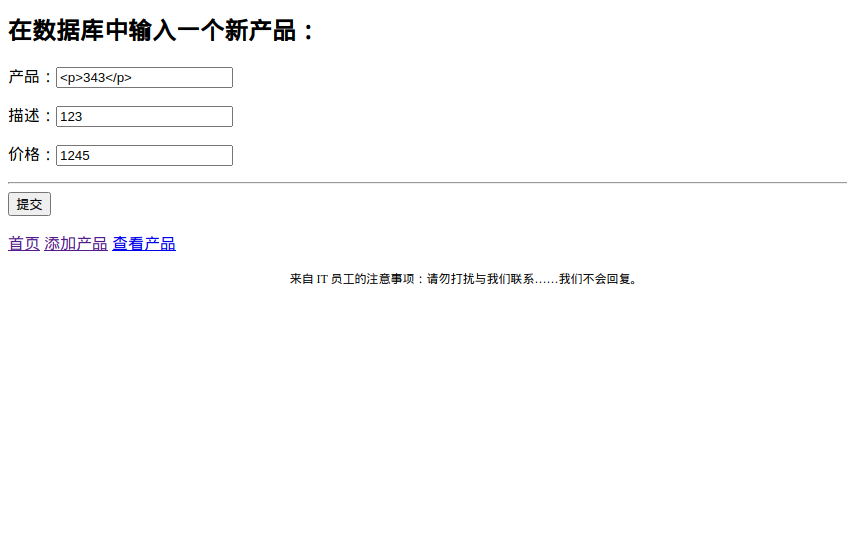 在数据库中输入一个新产品：
产品：<p>343</p>
描述：123
价格：1245
提交
首页 添加产品 查看产品
来自 IT 员工的注意事项：请勿打扰与我们联系……我们不会回复。